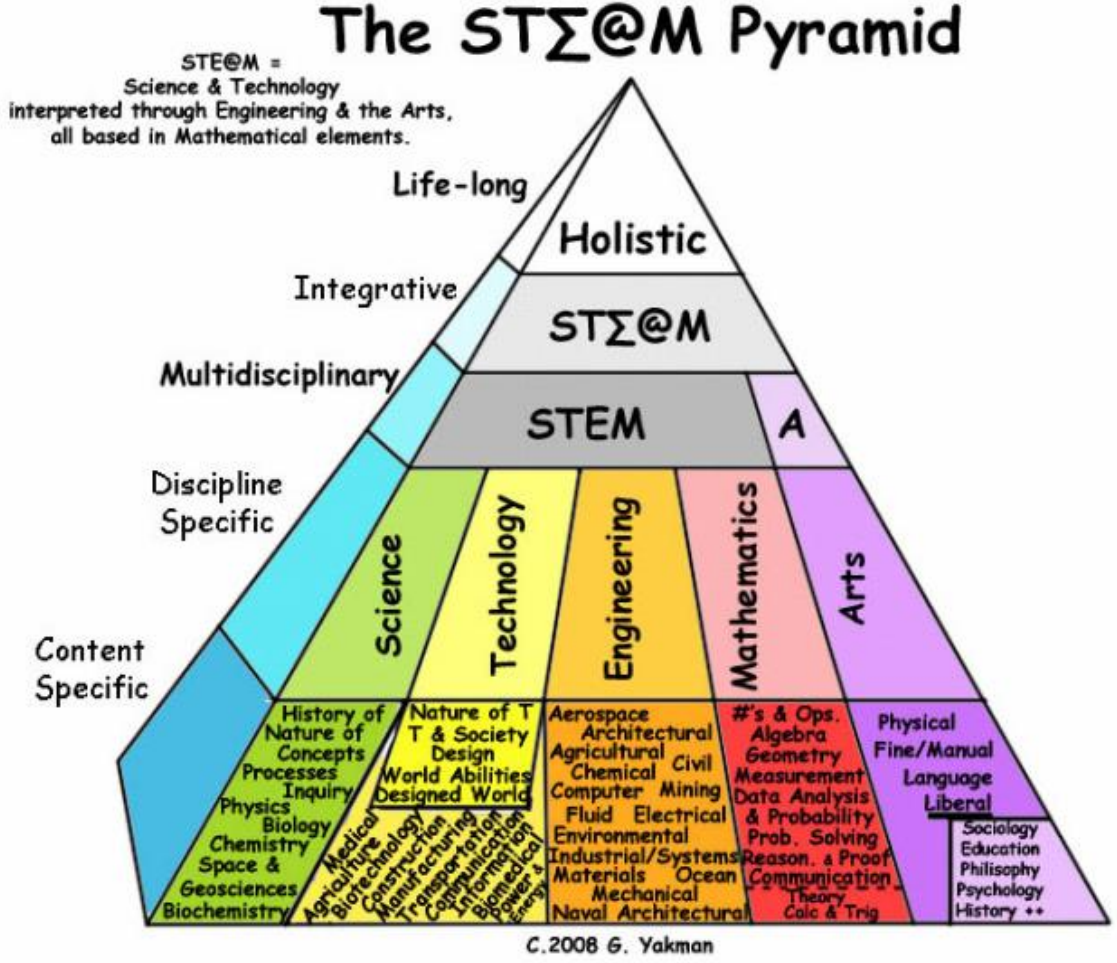 The STΣ@M Pyramid
STE@M =
Science & Technology
interpreted through Engineering & the Arts,
all based in Mathematical elements.
Life-long
Holistic
Integrative
STΣ@M
Multidisciplinary
STEM
A
Discipline
Specific
Science
Technology
Engineering
Mathematics
Arts
Content
Specific
History of
Nature of
Concepts
Processes
Inquiry
Physics
Biology
Chemistry
Space &
Geosciences
Biochemistry
Nature of T
T & Society
Design
World Abilities
Designed World
Medical
Agriculture
Biotechnology
Construction
Manufacturing
Transportation
Communication
Information
Biomedical
Power &
Energy
Aerospace
Architectural
Agricultural
Civil
Chemical
Computer Mining
Fluid Electrical
Environmental
Industrial/Systems
Materials Ocean
Mechanical
Naval Architectural
#'s & Ops.
Algebra
Geometry
Measurement
Data Analysis
& Probability
Prob. Solving
Reason. & Proof
Communication
Theory
Calc & Trig
Physical
Fine/Manual
Language
Liberal
Sociology
Education
Philisophy
Psychology
History ++
C.2008 G. Yakman